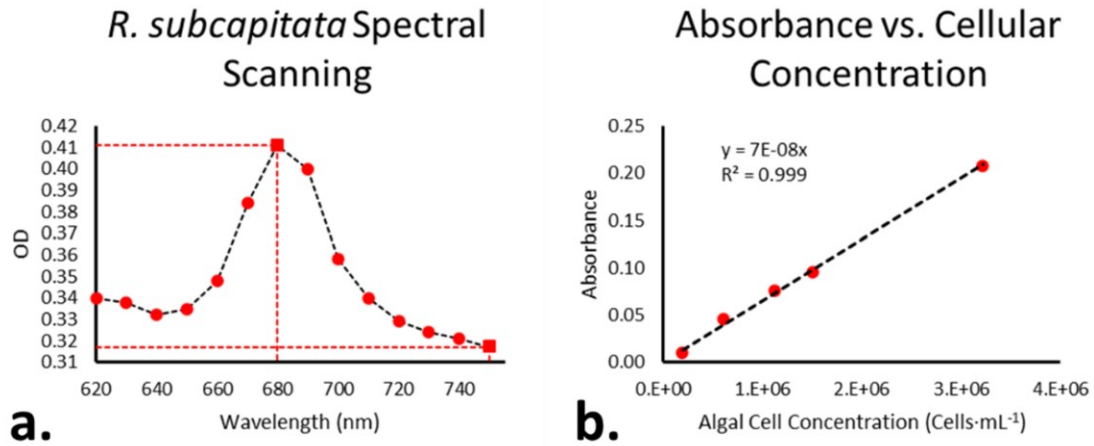 R. subcapitata Spectral
Scanning
0.42
0.41
0.40
0.39
0.38
0.37
0.36
0.35
0.34
0.33
0.32
0.31
OD
620 640 660 680 700 720 740
Wavelength (nm)
a.
Absorbance vs. Cellular
Concentration
0.25
0.20
0.15
0.10
0.05
0.00
Absorbance
y = 7E-08x
R² = 0.999
0.E+00 1.E+06 2.E+06 3.E+06 4.E+06
Algal Cell Concentration (Cells·mL⁻¹)
b.